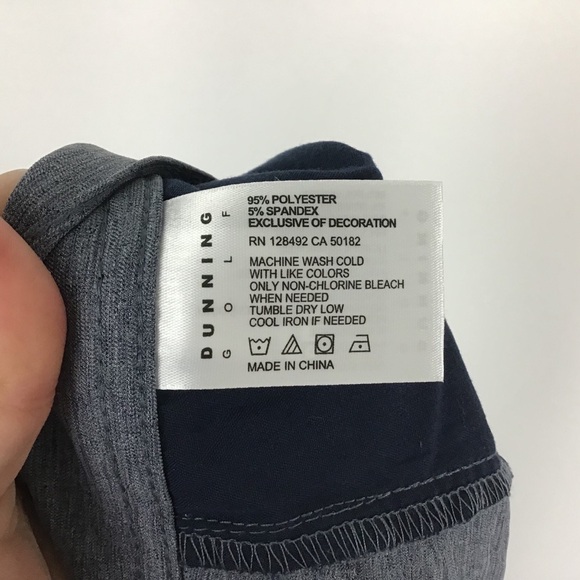 DUNNING
GOLF
95% POLYESTER
5% SPANDEX
EXCLUSIVE OF DECORATION
RN 128492 CA 50182
MACHINE WASH COLD
WITH LIKE COLORS
ONLY NON-CHLORINE BLEACH
WHEN NEEDED
TUMBLE DRY LOW
COOL IRON IF NEEDED
MADE IN CHINA